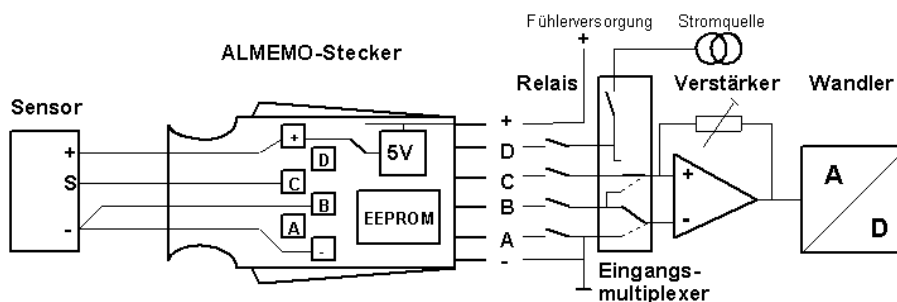 Fühlerversorgung
Stromquelle
+
ALMEMO-Stecker
Relais
Verstärker
Wandler
Sensor
+
S
-
+
D
C
B
A
-
5V
EEPROM
+
D
C
B
A
-
+
-
A
D
Eingangs-
multiplexer